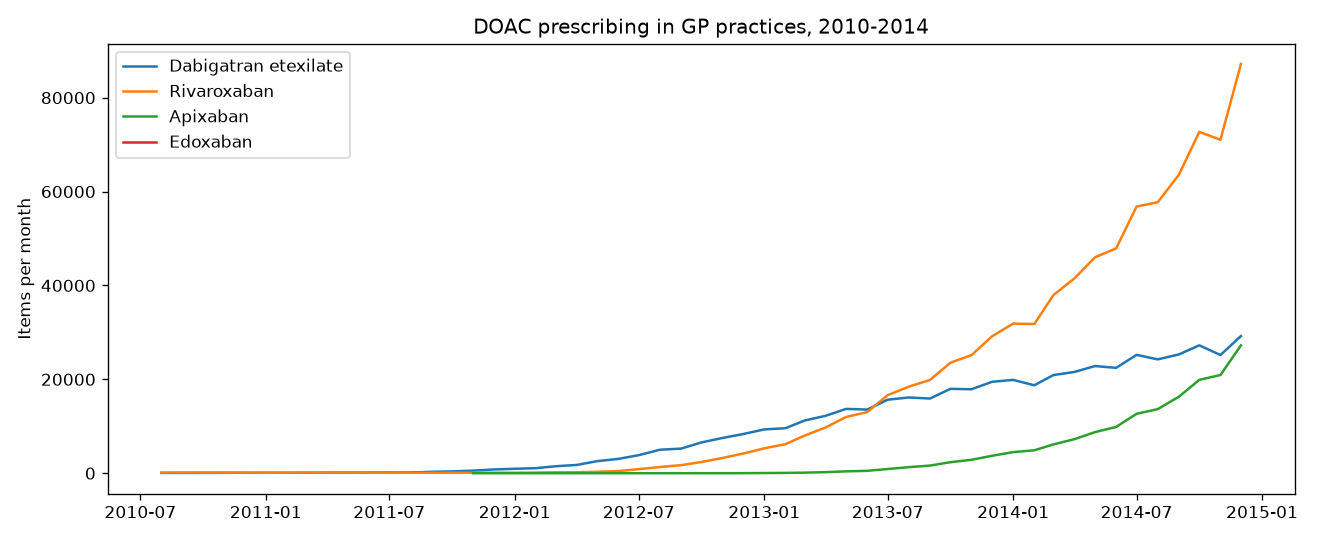 DOAC prescribing in GP practices, 2010-2014
Dabigatran etexilate
Rivaroxaban
Apixaban
Edoxaban
Items per month
80000
60000
40000
20000
0
2010-07 2011-01 2011-07 2012-01 2012-07 2013-01 2013-07 2014-01 2014-07 2015-01